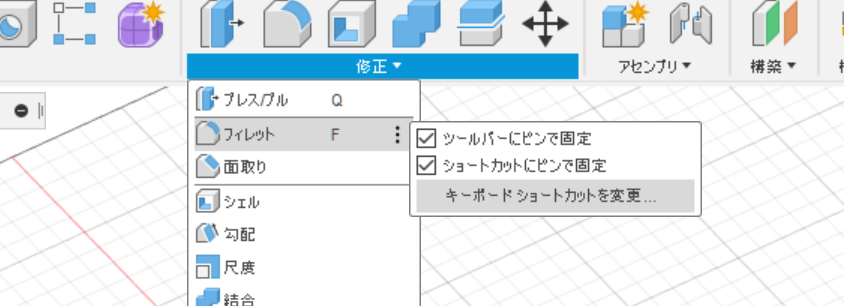 修正▼
アセンブリ▼
構築▼
プレス/プル Q
フィレット F
ツールバーにピンで固定
面取り
ショートカットにピンで固定
キーボード ショートカットを変更...
シェル
勾配
尺度
結合